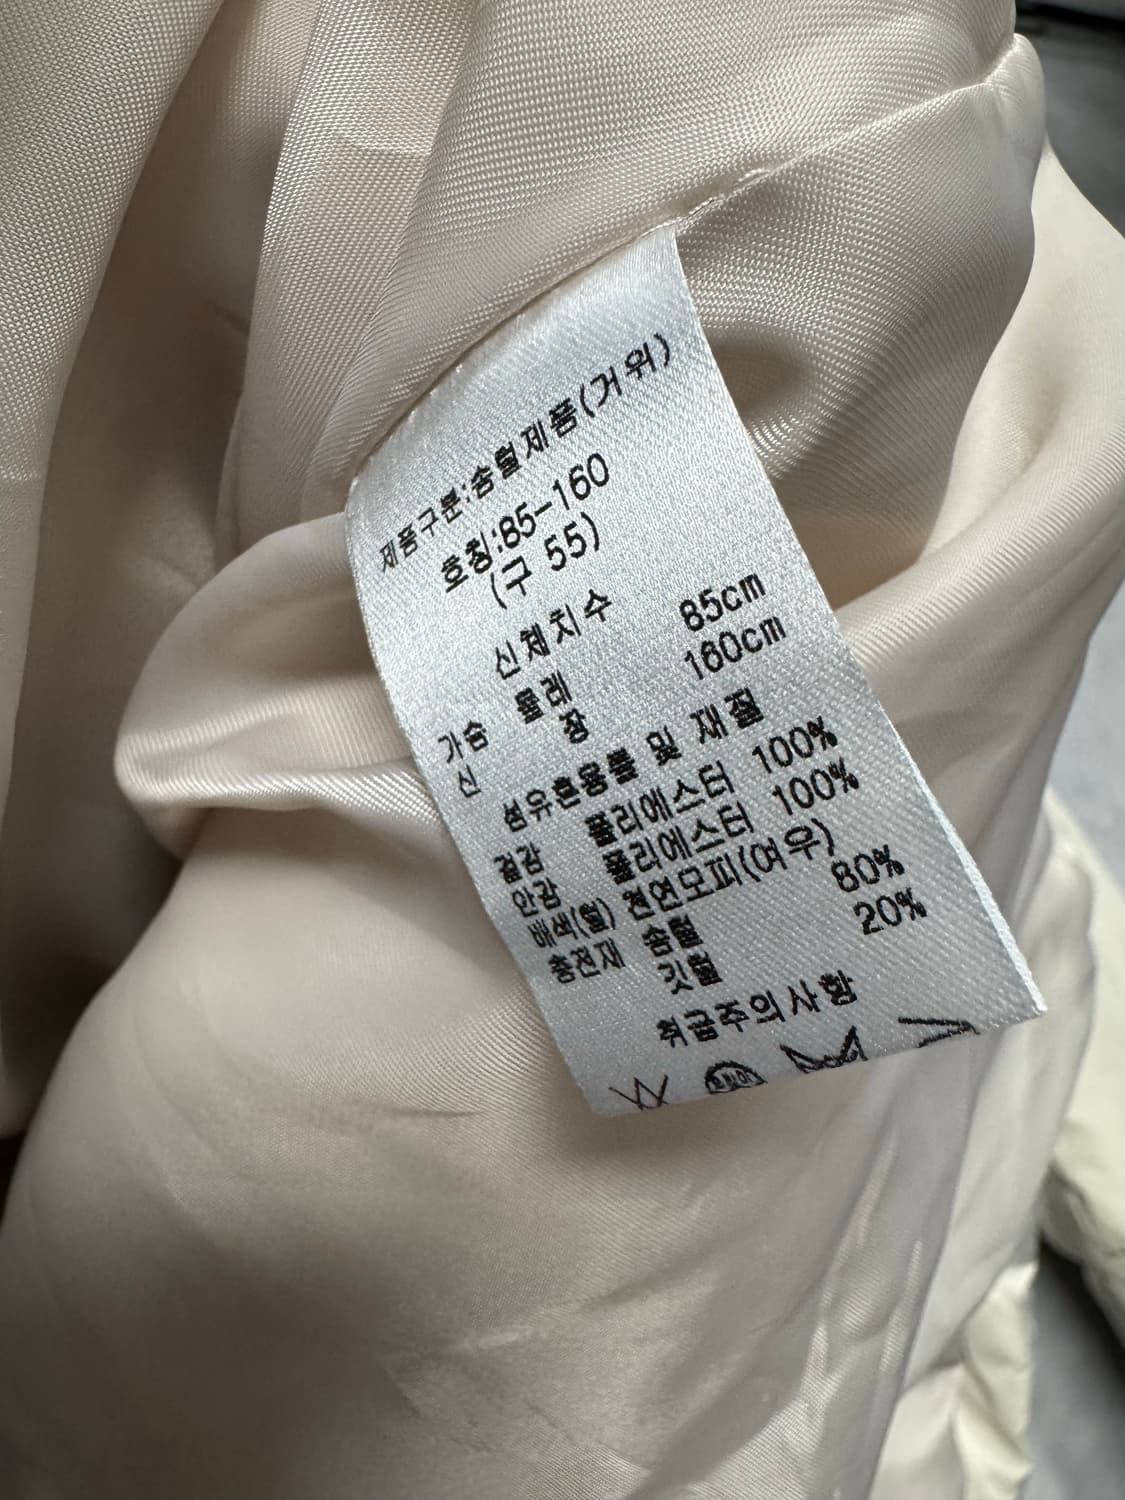 제품구분:솜털제품(거위)
호칭:85-160
(구 55)
신체치수
가슴 둘레 85cm
신 장 160cm
섬유혼용률 및 재질
겉감 폴리에스터 100%
안감 폴리에스터 100%
배색(털) 천연모피(여우)
충전재 솜털 80%
깃털 20%
취급주의사항